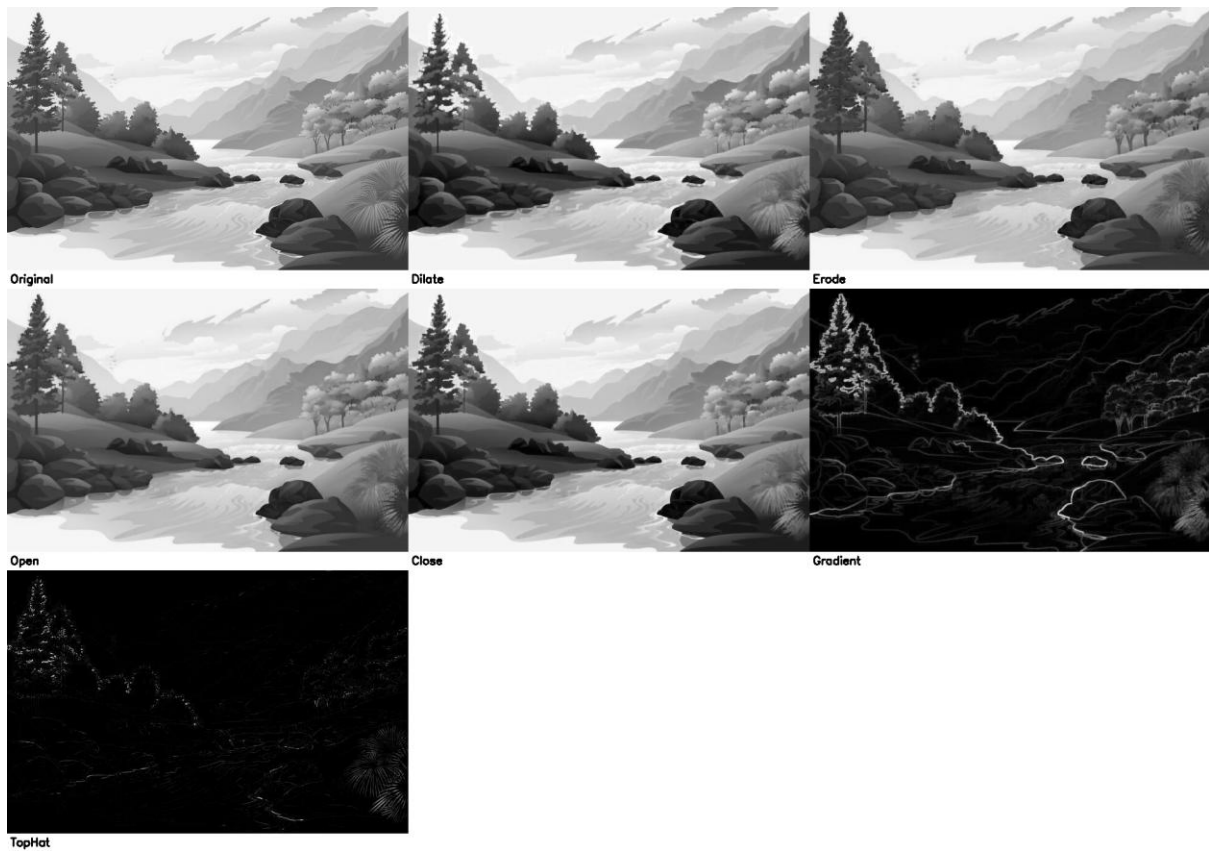 Original
Dilate
Erode
Open
Close
Gradient
TopHat